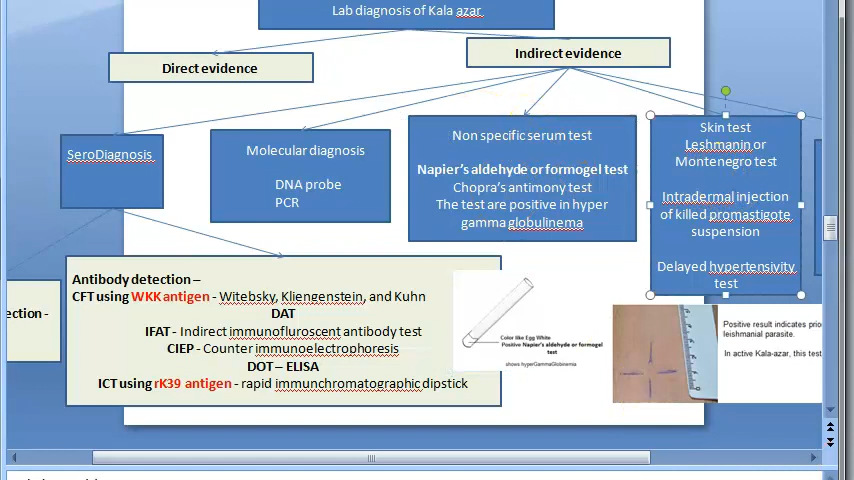 Lab diagnosis of Kala azar
Direct evidence
Indirect evidence
SeroDiagnosis
Molecular diagnosis
DNA probe
PCR
Non specific serum test
Napier's aldehyde or formogel test
Chopra's antimony test
The test are positive in hyper
gamma globulinema
Skin test
Leshmanin or
Montenegro test
Intradermal injection
of killed promastigote
suspension
Delayed hypertensivity
test
ection -
Antibody detection –
CFT using WKK antigen - Witebsky, Kliengenstein, and Kuhn
DAT
IFAT - Indirect immunofluroscent antibody test
CIEP - Counter immunoelectrophoresis
DOT – ELISA
ICT using rK39 antigen - rapid immunchromatographic dipstick
Color like Egg White
Positive Napier's aldehyde or formogel
test
shows hyperGammaGlobinemia
Positive result indicates prio
leishmanial parasite.
In active Kala-azar, this test